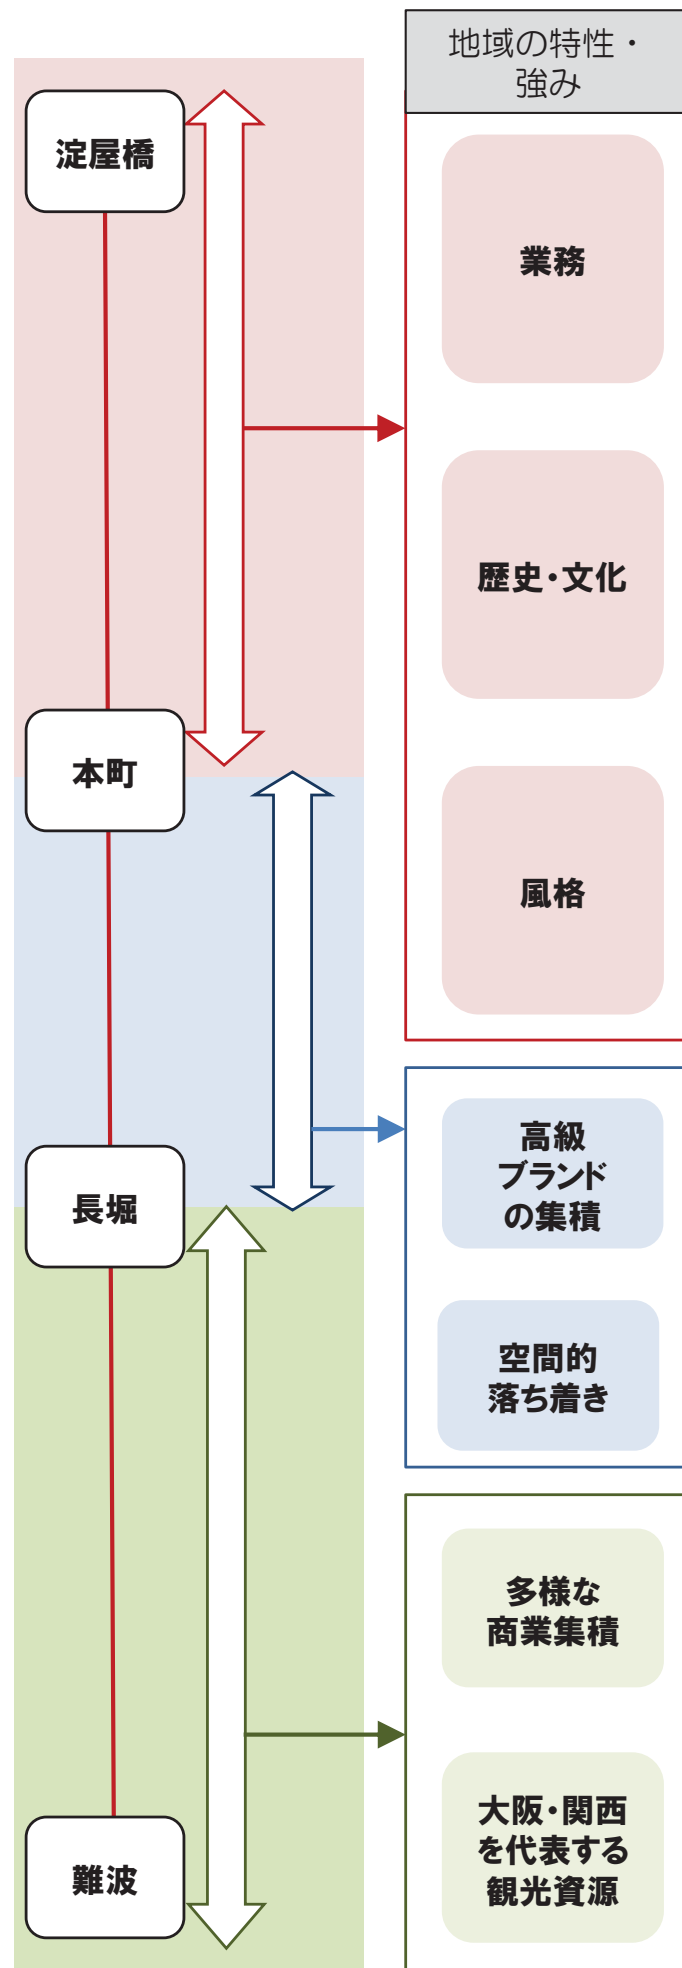 地域の特性・
強み
淀屋橋
業務
歴史・文化
本町
風格
高級
ブランド
の集積
長堀
空間的
落ち着き
多様な
商業集積
大阪・関西
を代表する
観光資源
難波